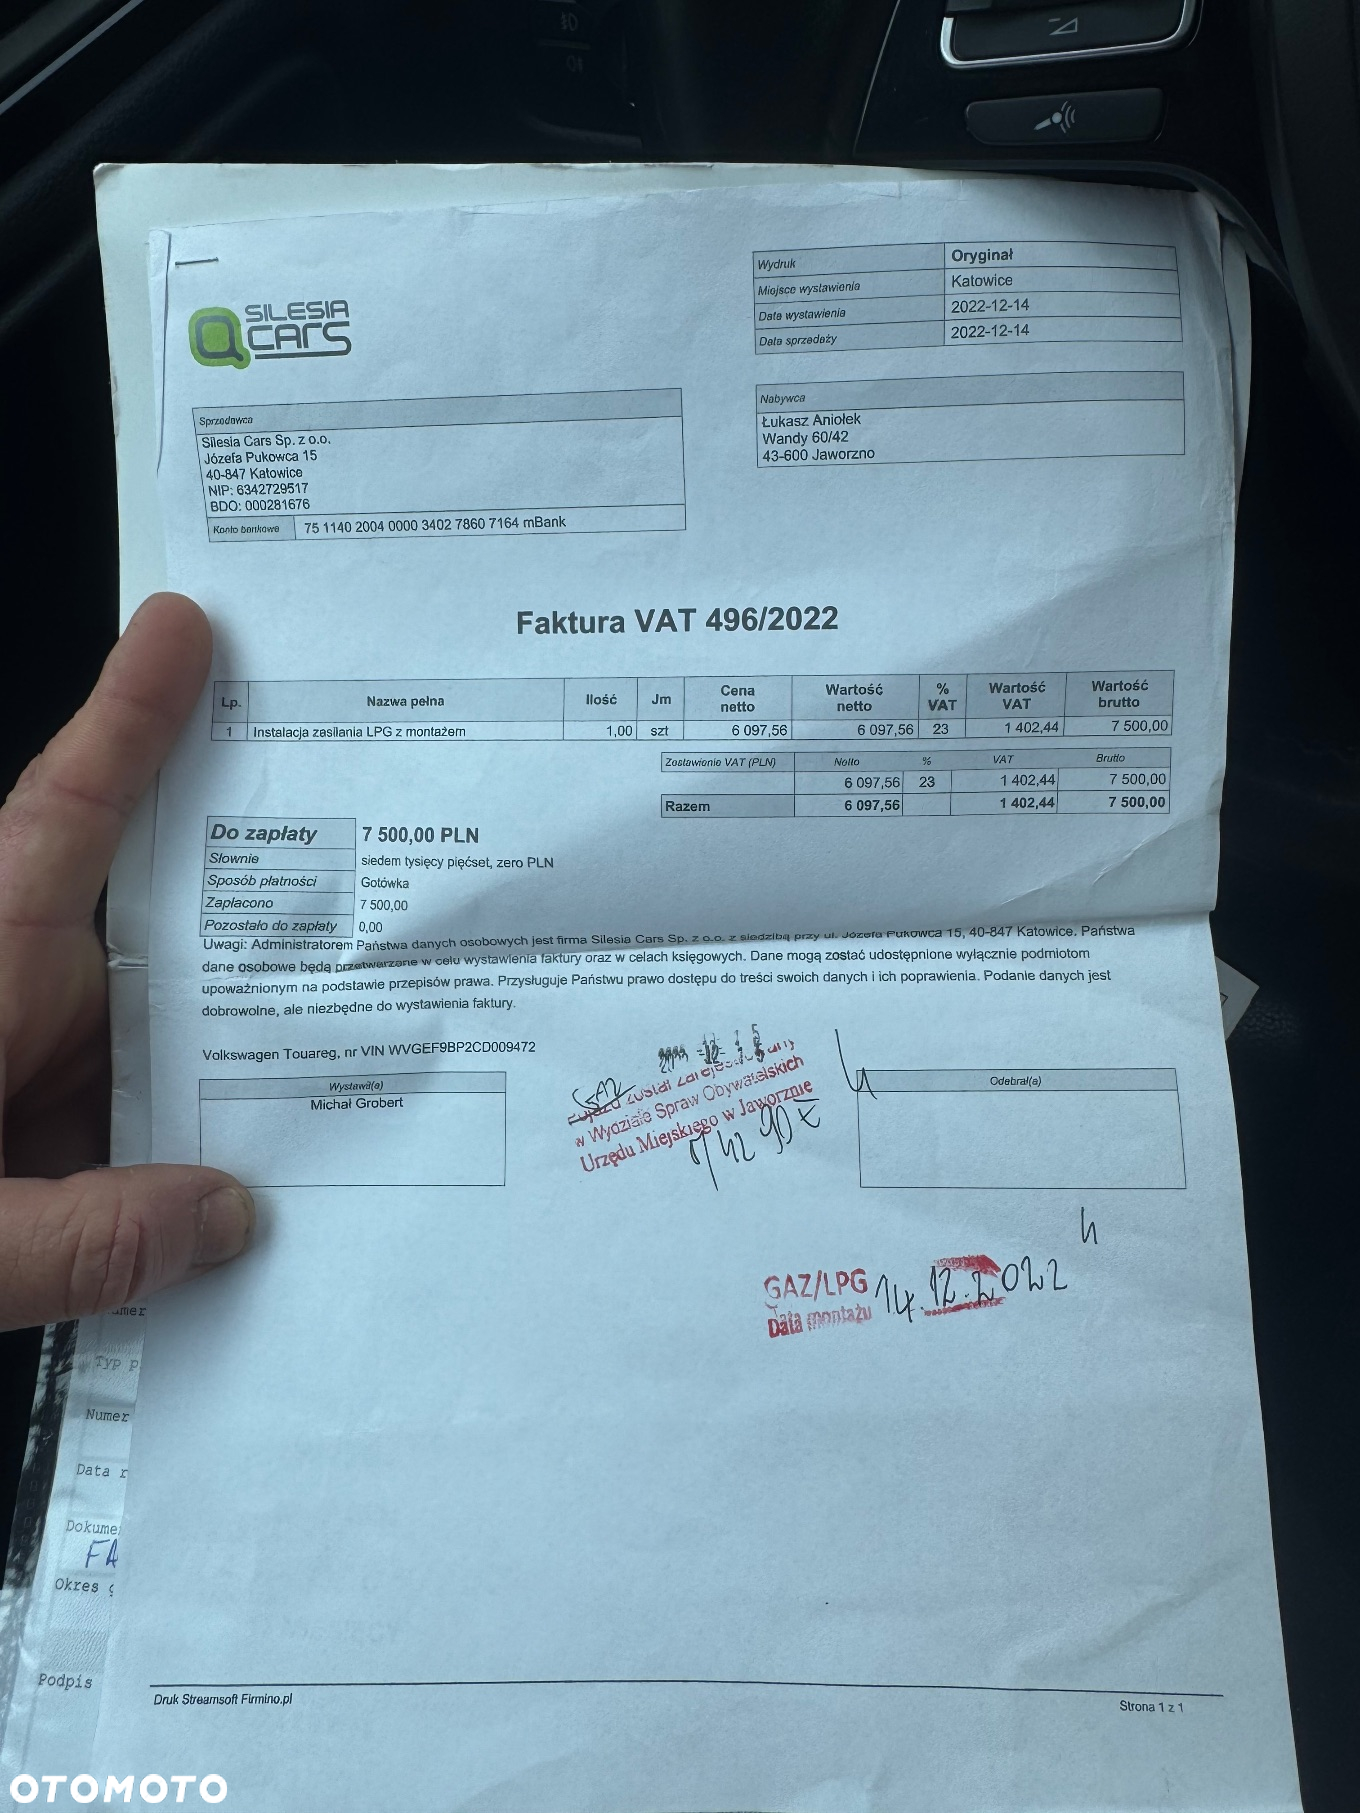 SILESIA
CARS
Wydruk Oryginał
Miejsce wystawienia Katowice
Data wystawienia 2022-12-14
Data sprzedaży 2022-12-14
Sprzedawca
Silesia Cars Sp. z o.o.
Józefa Pukowca 15
40-847 Katowice
NIP: 6342729517
BDO: 000281676
Konto bankowe 75 1140 2004 0000 3402 7860 7164 mBank
Nabywca
Łukasz Aniołek
Wandy 60/42
43-600 Jaworzno
Faktura VAT 496/2022
Lp. Nazwa pełna Ilość Jm Cena netto Wartość netto % VAT Wartość VAT Wartość brutto
1 Instalacja zasilania LPG z montażem 1,00 szt 6 097,56 6 097,56 23 1 402,44 7 500,00
Zestawienie VAT (PLN) Netto % VAT Brutto
6 097,56 23 1 402,44 7 500,00
Razem 6 097,56 1 402,44 7 500,00
Do zapłaty 7 500,00 PLN
Słownie siedem tysięcy pięćset, zero PLN
Sposób płatności Gotówka
Zapłacono 7 500,00
Pozostało do zapłaty 0,00
Uwagi: Administratorem Państwa danych osobowych jest firma Silesia Cars Sp. z o.o. z siedzibą przy ul. Józefa Pukowca 15, 40-847 Katowice. Państwa
dane osobowe będą przetwarzane w celu wystawienia faktury oraz w celach księgowych. Dane mogą zostać udostępnione wyłącznie podmiotom
upoważnionym na podstawie przepisów prawa. Przysługuje Państwu prawo dostępu do treści swoich danych i ich poprawienia. Podanie danych jest
dobrowolne, ale niezbędne do wystawienia faktury.
Volkswagen Touareg, nr VIN WVGEF9BP2CD009472
Wystawił(a)
Michał Grobert
GAZ
Pojazd został
w Wydziale Spraw Obywatelskich
Urzędu Miejskiego w Jaworznie
Odebrał(a)
GAZ/LPG 14.12.2022
Data montażu
Typ p
Numer
Data r
Dokume
FA
Okres g
Podpis
Druk Streamsoft Firmino.pl
Strona 1 z 1
OTOMOTO